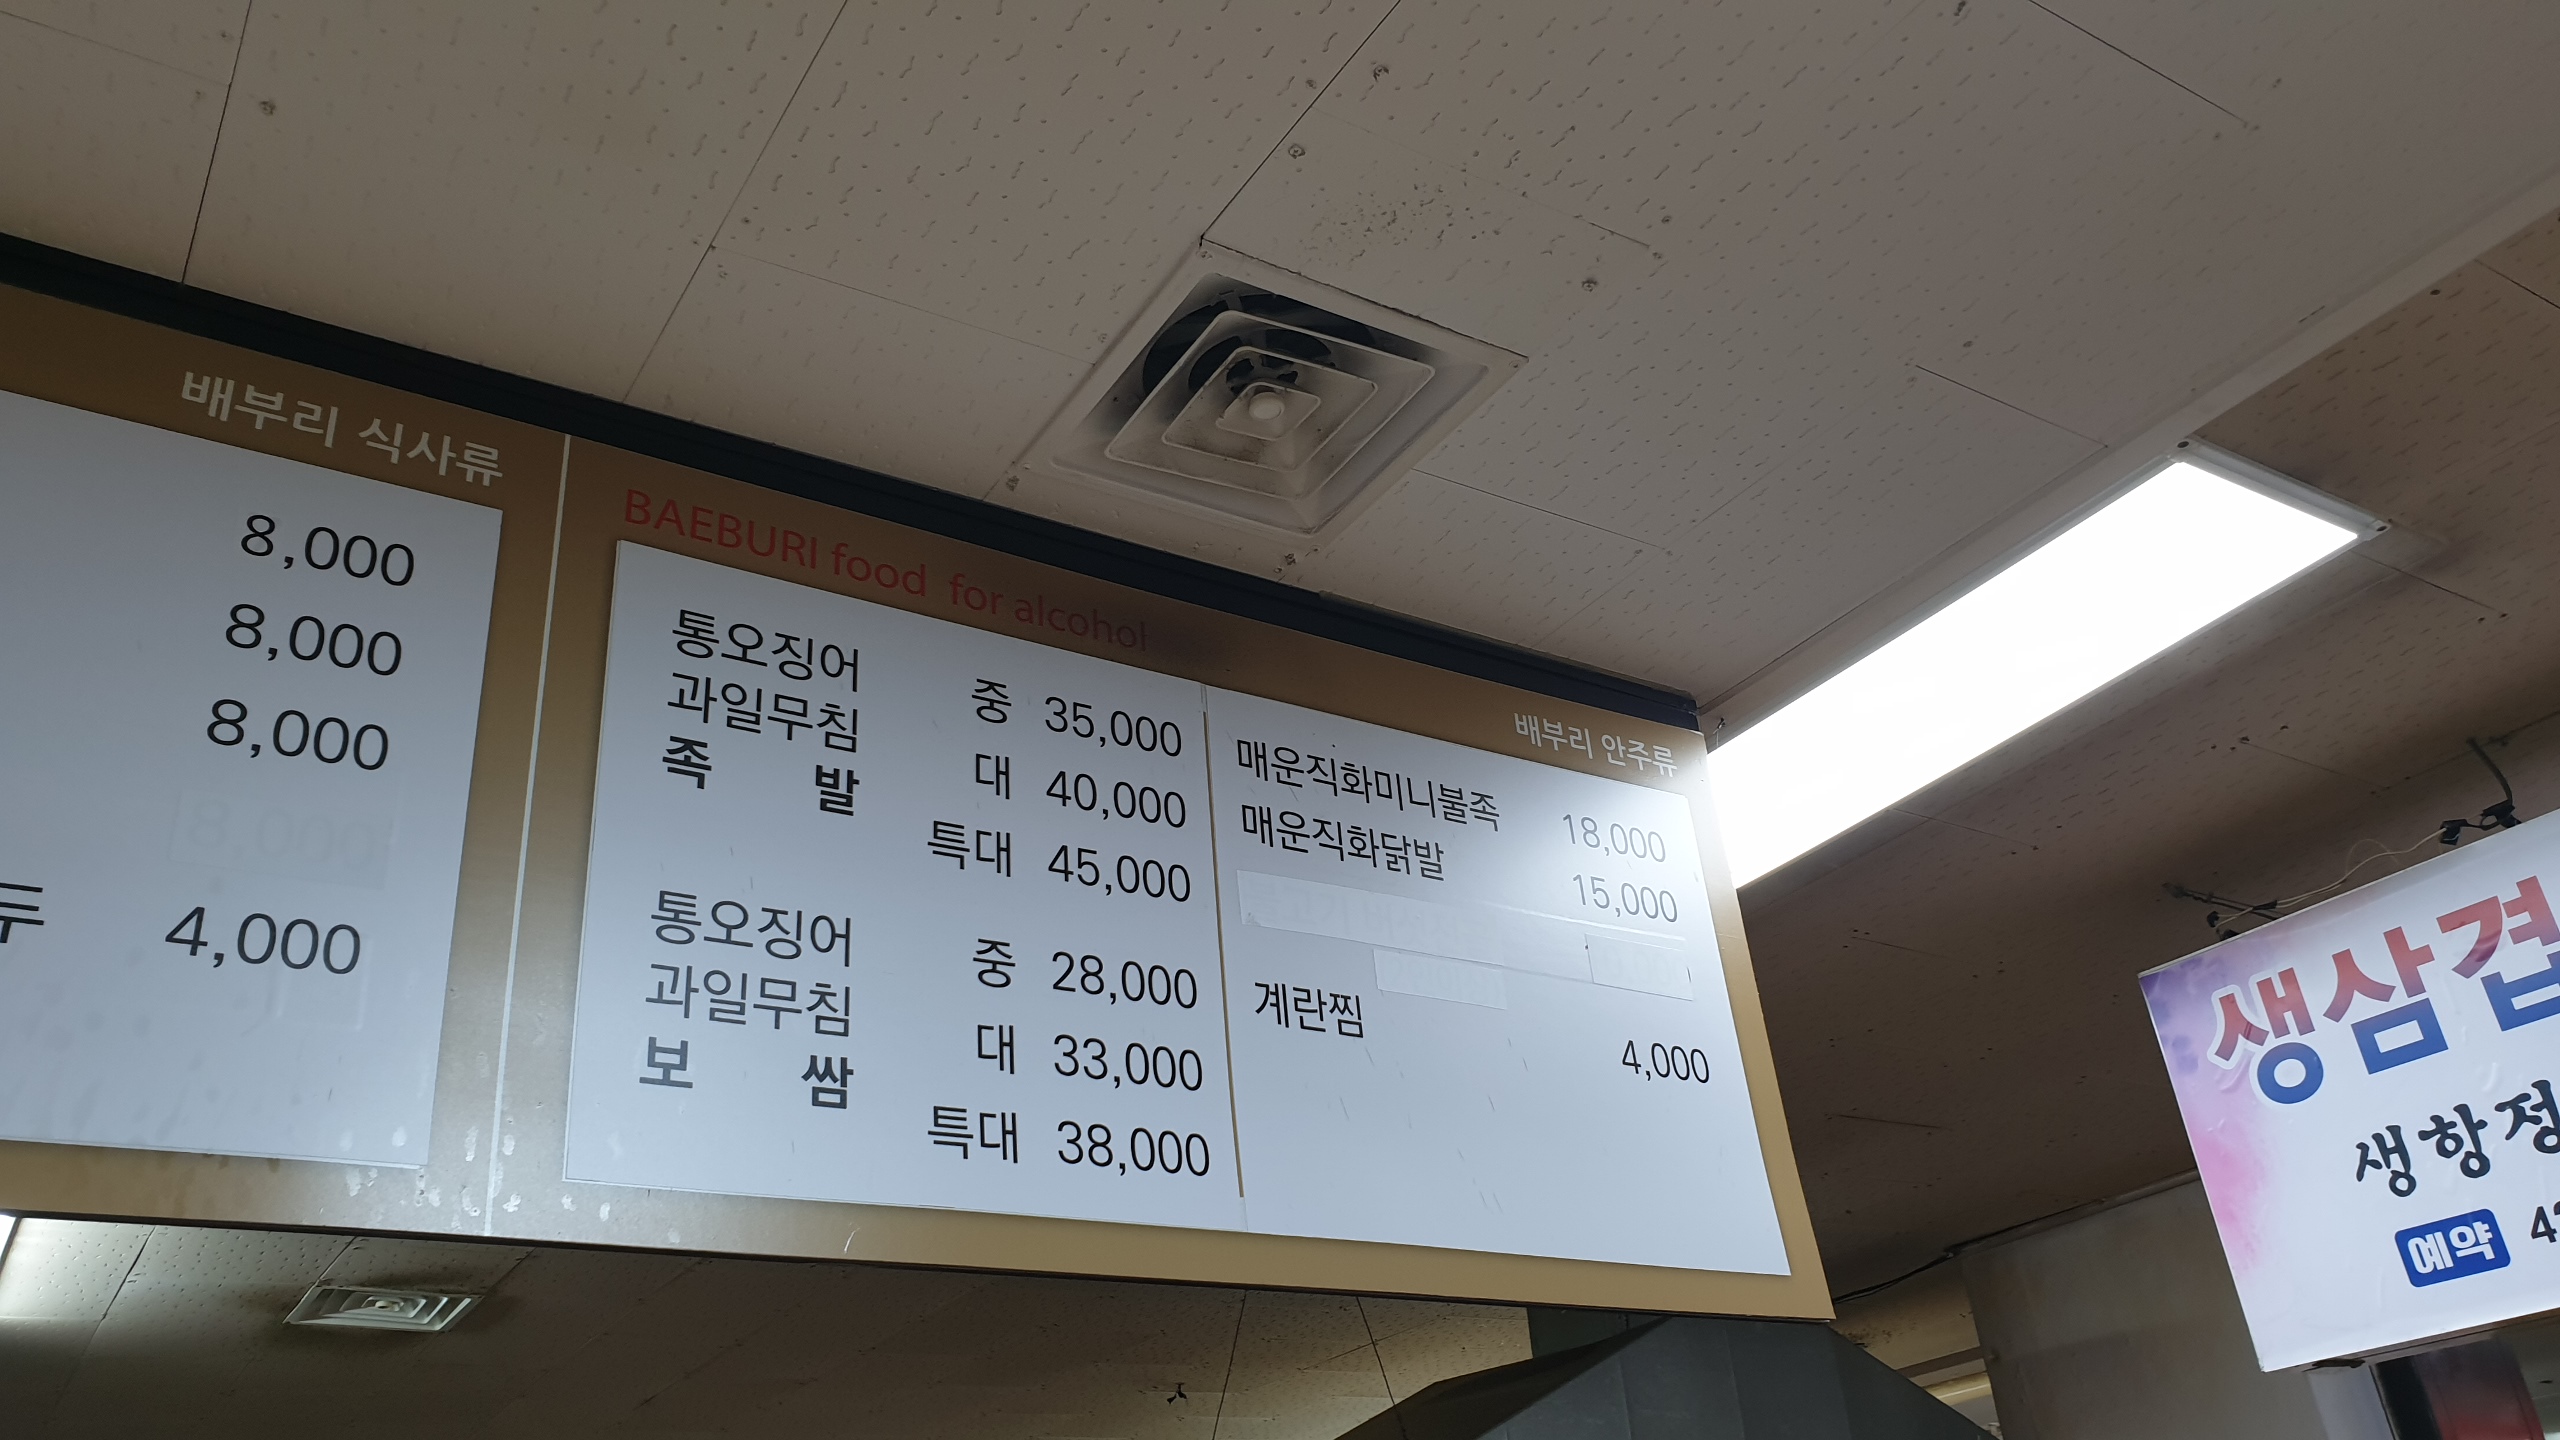 배부리 식사류
8,000
8,000
8,000
8,000
두 4,000
BAEBURI food for alcohol
배부리 안주류
통오징어
과일무침
족 발
중 35,000
대 40,000
특대 45,000
통오징어
과일무침
보 쌈
중 28,000
대 33,000
특대 38,000
매운직화미니불족 18,000
매운직화닭발 15,000
계란찜 4,000
생삼겹
생항정
예약